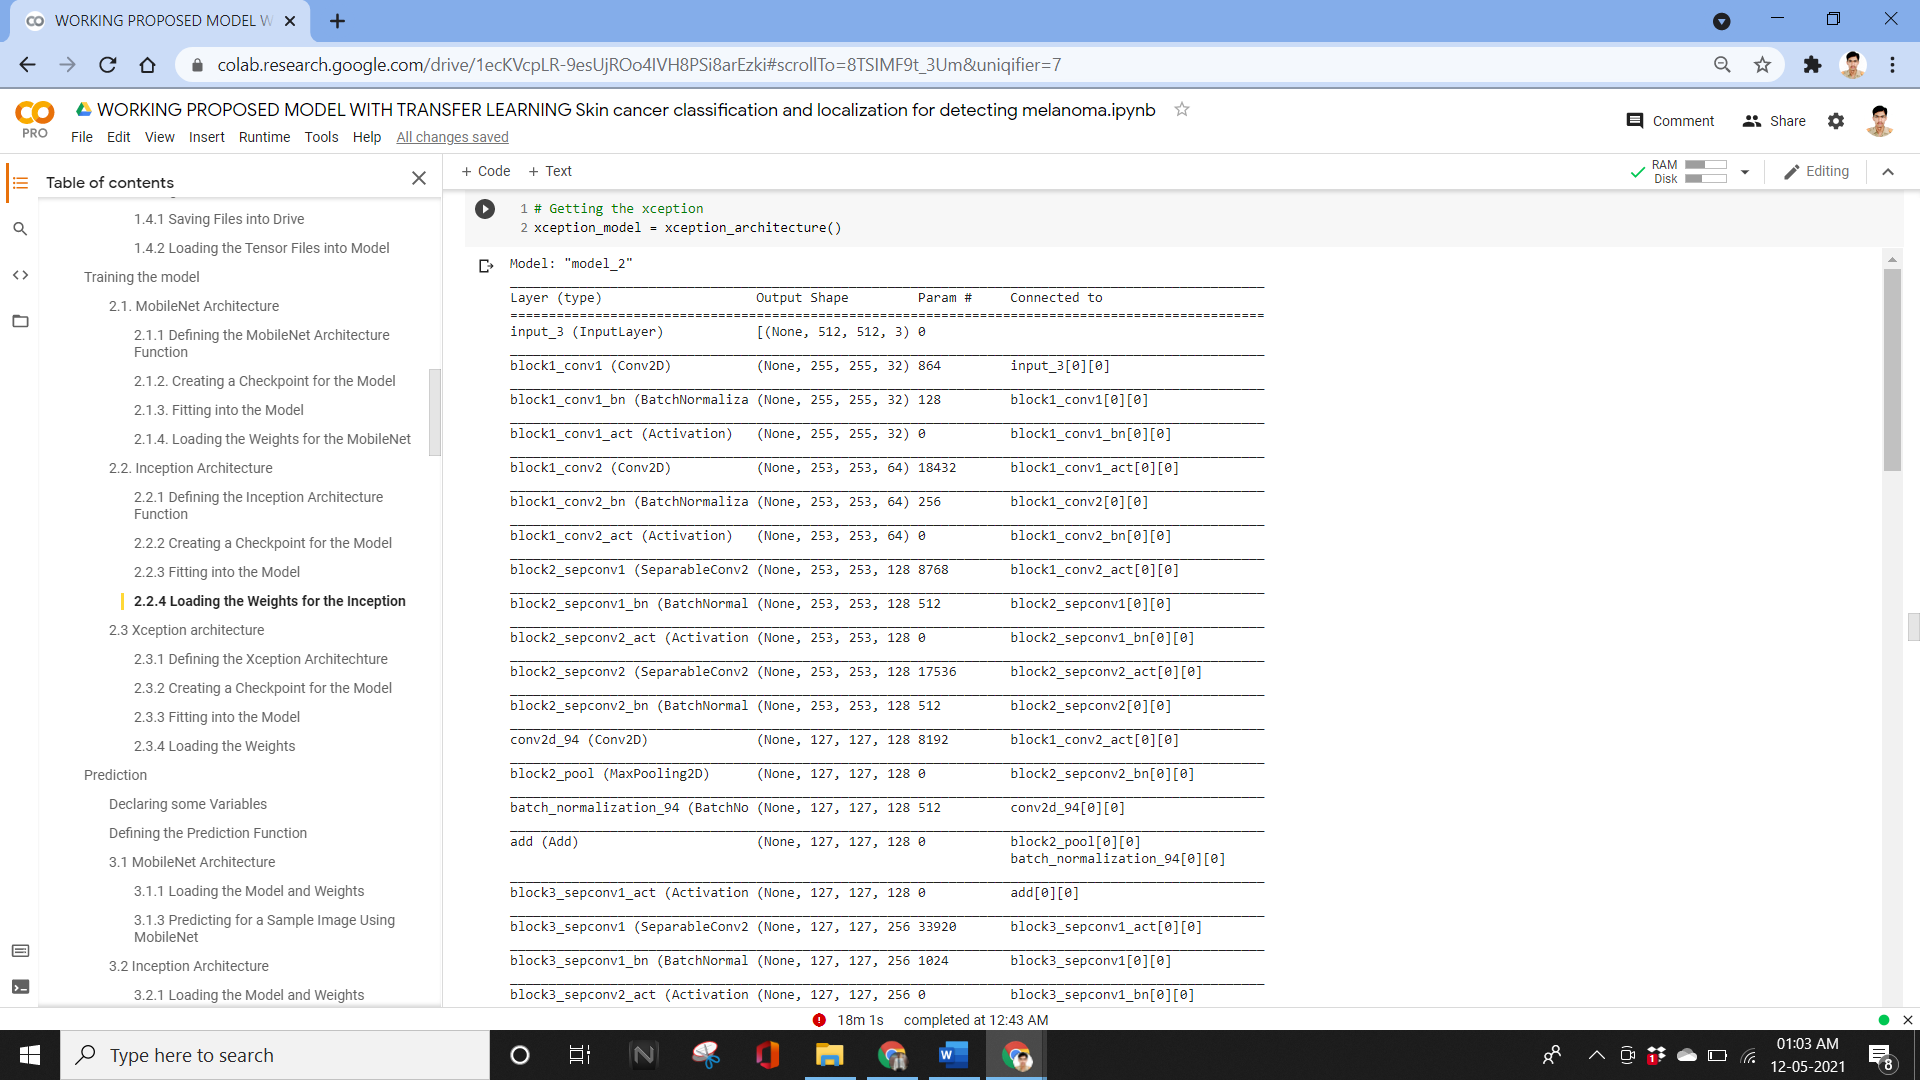 WORKING PROPOSED MODEL W
colab.research.google.com/drive/1ecKVcpLR-9esUjROo4IVH8PSi8arEzki#scrollTo=8TSIMF9t_3Um&uniqifier=7
PRO
WORKING PROPOSED MODEL WITH TRANSFER LEARNING Skin cancer classification and localization for detecting melanoma.ipynb
File Edit View Insert Runtime Tools Help All changes saved
Comment Share
Table of contents
1.4.1 Saving Files into Drive
1.4.2 Loading the Tensor Files into Model
Training the model
2.1. MobileNet Architecture
2.1.1 Defining the MobileNet Architecture
Function
2.1.2. Creating a Checkpoint for the Model
2.1.3. Fitting into the Model
2.1.4. Loading the Weights for the MobileNet
2.2. Inception Architecture
2.2.1 Defining the Inception Architecture
Function
2.2.2 Creating a Checkpoint for the Model
2.2.3 Fitting into the Model
2.2.4 Loading the Weights for the Inception
2.3 Xception architecture
2.3.1 Defining the Xception Architechture
2.3.2 Creating a Checkpoint for the Model
2.3.3 Fitting into the Model
2.3.4 Loading the Weights
Prediction
Declaring some Variables
Defining the Prediction Function
3.1 MobileNet Architecture
3.1.1 Loading the Model and Weights
3.1.3 Predicting for a Sample Image Using
MobileNet
3.2 Inception Architecture
3.2.1 Loading the Model and Weights
+ Code + Text
RAM
Disk
Editing
1 # Getting the xception
2 xception_model = xception_architecture()
Model: "model_2"
Layer (type) Output Shape Param # Connected to
input_3 (InputLayer) [(None, 512, 512, 3) 0
block1_conv1 (Conv2D) (None, 255, 255, 32) 864 input_3[0][0]
block1_conv1_bn (BatchNormaliza (None, 255, 255, 32) 128 block1_conv1[0][0]
block1_conv1_act (Activation) (None, 255, 255, 32) 0 block1_conv1_bn[0][0]
block1_conv2 (Conv2D) (None, 253, 253, 64) 18432 block1_conv1_act[0][0]
block1_conv2_bn (BatchNormaliza (None, 253, 253, 64) 256 block1_conv2[0][0]
block1_conv2_act (Activation) (None, 253, 253, 64) 0 block1_conv2_bn[0][0]
block2_sepconv1 (SeparableConv2 (None, 253, 253, 128 8768 block1_conv2_act[0][0]
block2_sepconv1_bn (BatchNormal (None, 253, 253, 128 512 block2_sepconv1[0][0]
block2_sepconv2_act (Activation (None, 253, 253, 128 0 block2_sepconv1_bn[0][0]
block2_sepconv2 (SeparableConv2 (None, 253, 253, 128 17536 block2_sepconv2_act[0][0]
block2_sepconv2_bn (BatchNormal (None, 253, 253, 128 512 block2_sepconv2[0][0]
conv2d_94 (Conv2D) (None, 127, 127, 128 8192 block1_conv2_act[0][0]
block2_pool (MaxPooling2D) (None, 127, 127, 128 0 block2_sepconv2_bn[0][0]
batch_normalization_94 (BatchNo (None, 127, 127, 128 512 conv2d_94[0][0]
add (Add) (None, 127, 127, 128 0 block2_pool[0][0]
batch_normalization_94[0][0]
block3_sepconv1_act (Activation (None, 127, 127, 128 0 add[0][0]
block3_sepconv1 (SeparableConv2 (None, 127, 127, 256 33920 block3_sepconv1_act[0][0]
block3_sepconv1_bn (BatchNormal (None, 127, 127, 256 1024 block3_sepconv1[0][0]
block3_sepconv2_act (Activation (None, 127, 127, 256 0 block3_sepconv1_bn[0][0]
18m 1s completed at 12:43 AM
Type here to search
01:03 AM
12-05-2021
8